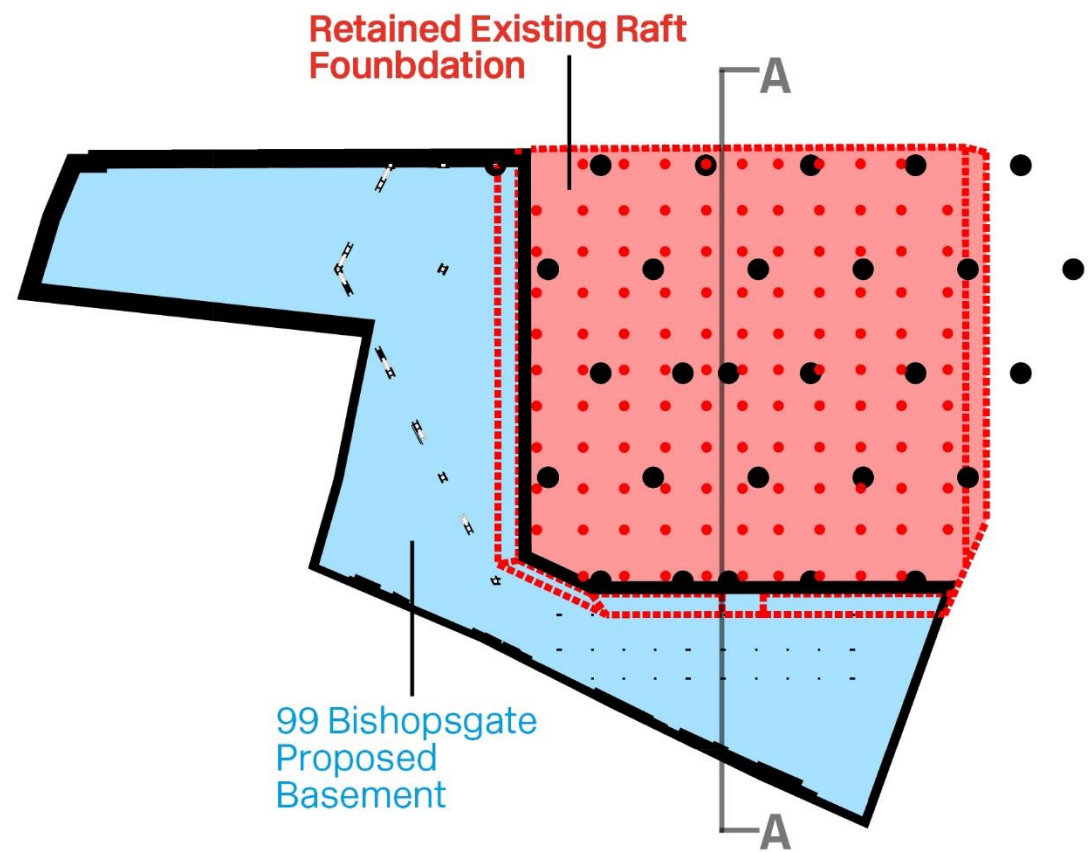 Retained Existing Raft
Founbdation
A
99 Bishopsgate
Proposed
Basement
A